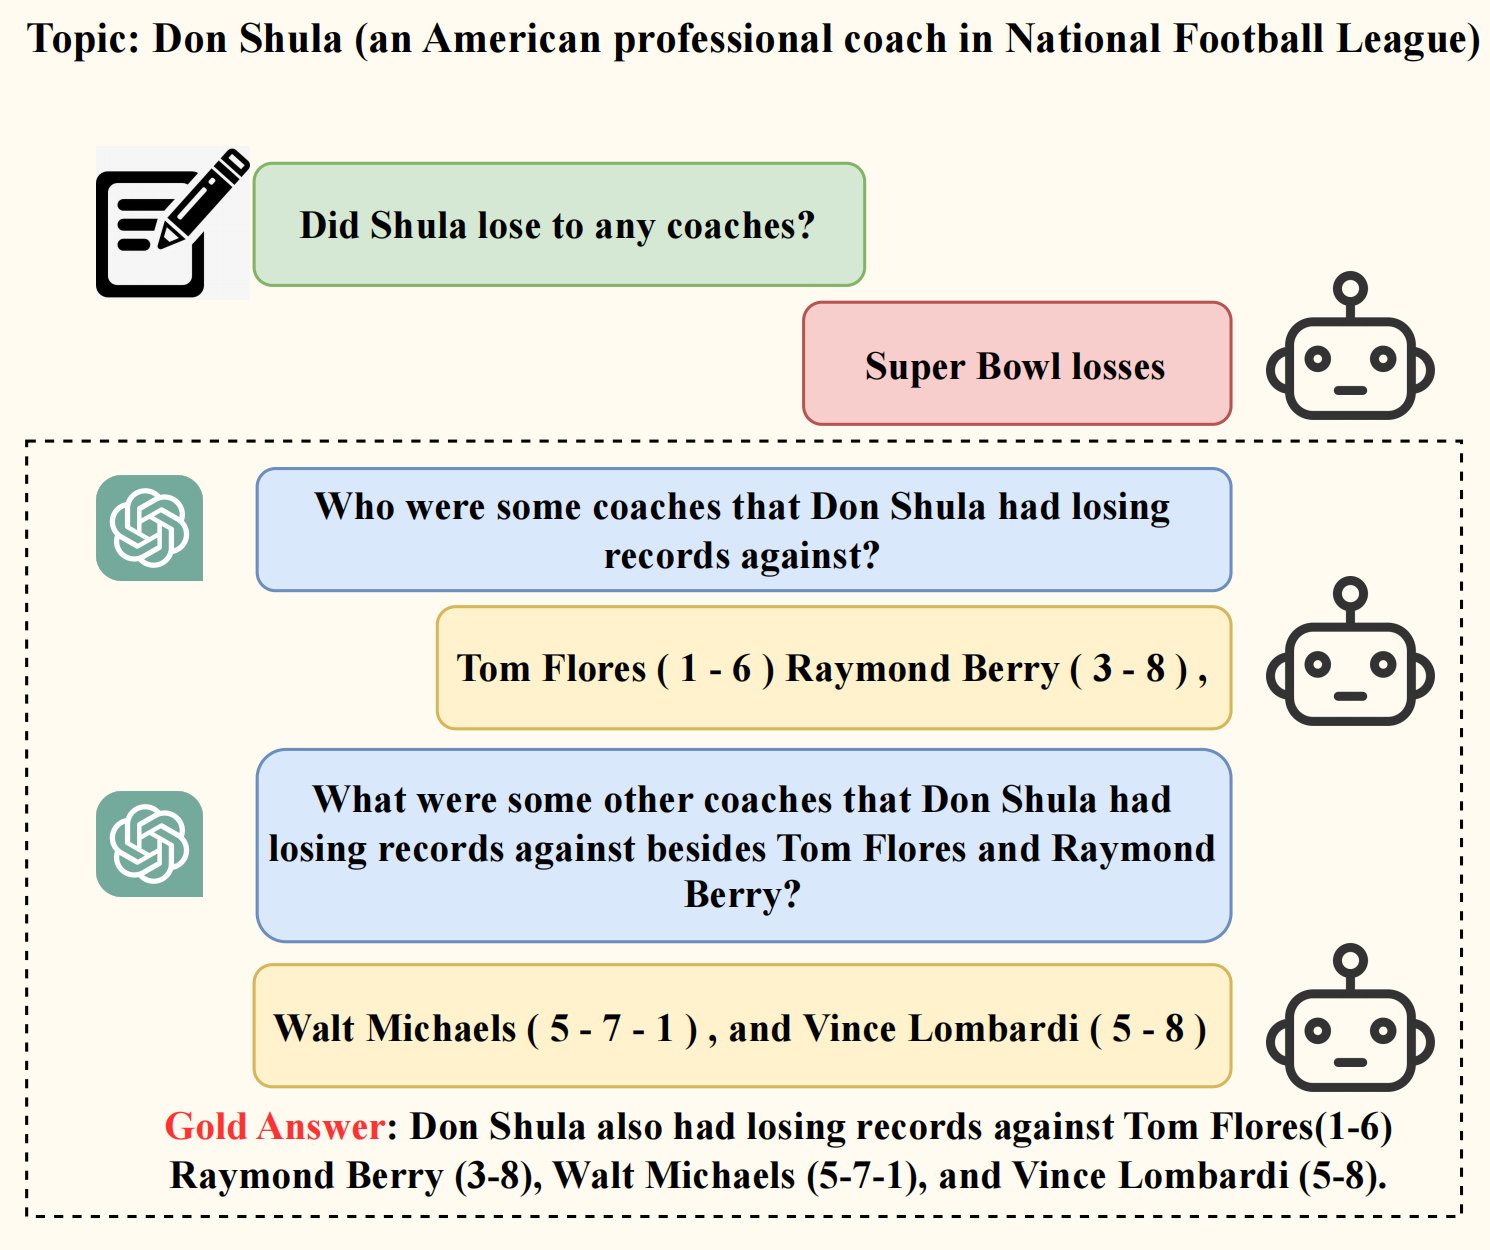 Topic: Don Shula (an American professional coach in National Football League)
Did Shula lose to any coaches?
Super Bowl losses
Who were some coaches that Don Shula had losing
records against?
Tom Flores ( 1 - 6 ) Raymond Berry ( 3 - 8 ) ,
What were some other coaches that Don Shula had
losing records against besides Tom Flores and Raymond
Berry?
Walt Michaels ( 5 - 7 - 1 ) , and Vince Lombardi ( 5 - 8 )
Gold Answer: Don Shula also had losing records against Tom Flores(1-6)
Raymond Berry (3-8), Walt Michaels (5-7-1), and Vince Lombardi (5-8).